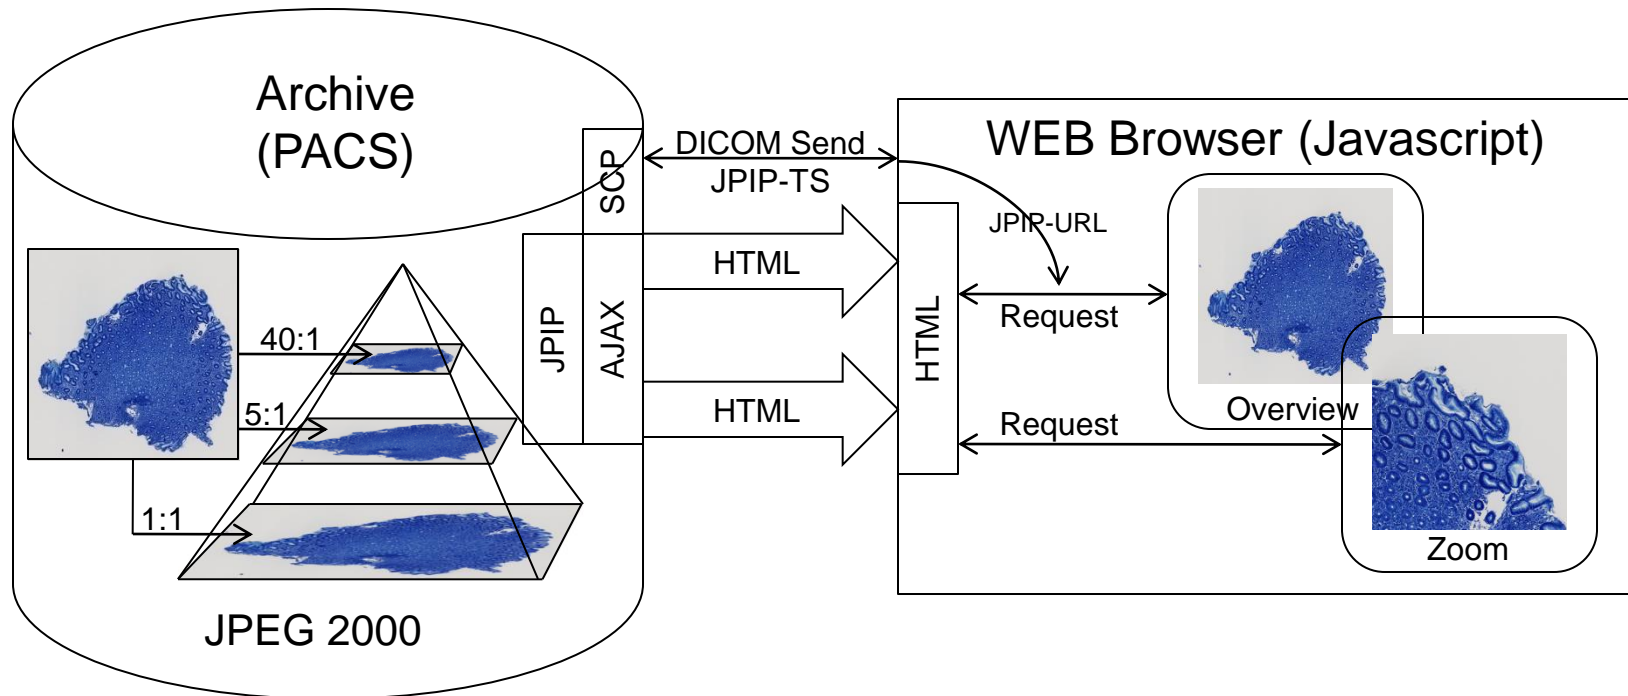 Archive
(PACS)
SCP
DICOM Send
JPIP-TS
WEB Browser (Javascript)
JPIP
AJAX
HTML
HTML
HTML
JPIP-URL
Request
Request
Overview
Zoom
40:1
5:1
1:1
JPEG 2000